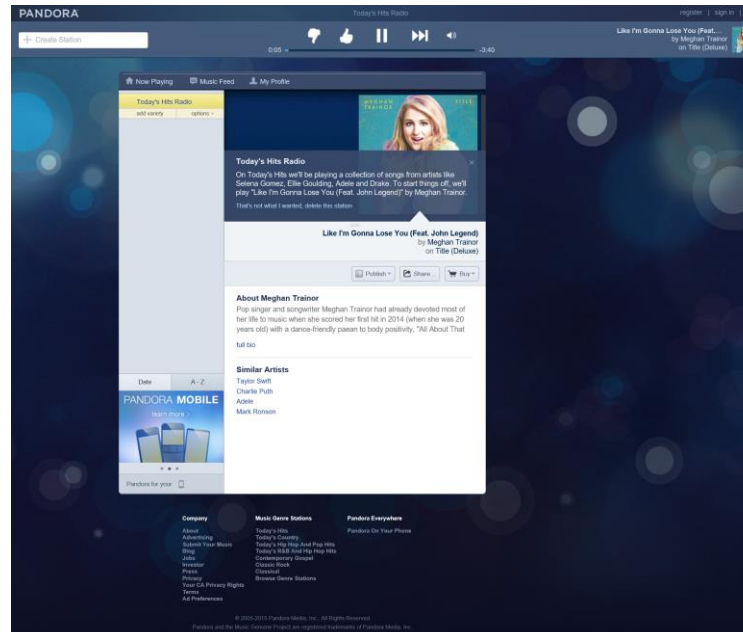 PANDORA
Today's Hits Radio
register | sign in |
+ Create Station
0:05
-3:40
Like I'm Gonna Lose You (Feat....
by Meghan Trainor
on Title (Deluxe)
Now Playing Music Feed My Profile
Today's Hits Radio
add variety options
MEGHAN TRAINOR
TITLE
Today's Hits Radio
On Today's Hits we'll be playing a collection of songs from artists like
Selena Gomez, Ellie Goulding, Adele and Drake. To start things off, we'll
play "Like I'm Gonna Lose You (Feat. John Legend)" by Meghan Trainor.
That's not what I wanted, delete this station
Like I'm Gonna Lose You (Feat. John Legend)
by Meghan Trainor
on Title (Deluxe)
Publish Share... Buy
About Meghan Trainor
Pop singer and songwriter Meghan Trainor had already devoted most of
her life to music when she scored her first hit in 2014 (when she was 20
years old) with a dance-friendly paean to body positivity, "All About That
full bio
Similar Artists
Taylor Swift
Charlie Puth
Adele
Mark Ronson
Date A - Z
PANDORA MOBILE
learn more
Pandora for your
Company
About
Advertising
Submit Your Music
Blog
Jobs
Investor
Press
Privacy
Your CA Privacy Rights
Terms
Ad Preferences
Music Genre Stations
Today's Hits
Today's Country
Today's Hip Hop And Pop Hits
Today's R&B And Hip Hop Hits
Contemporary Gospel
Classic Rock
Classical
Browse Genre Stations
Pandora Everywhere
Pandora On Your Phone
© 2005-2015 Pandora Media, Inc., All Rights Reserved
Pandora and the Music Genome Project are registered trademarks of Pandora Media, Inc.